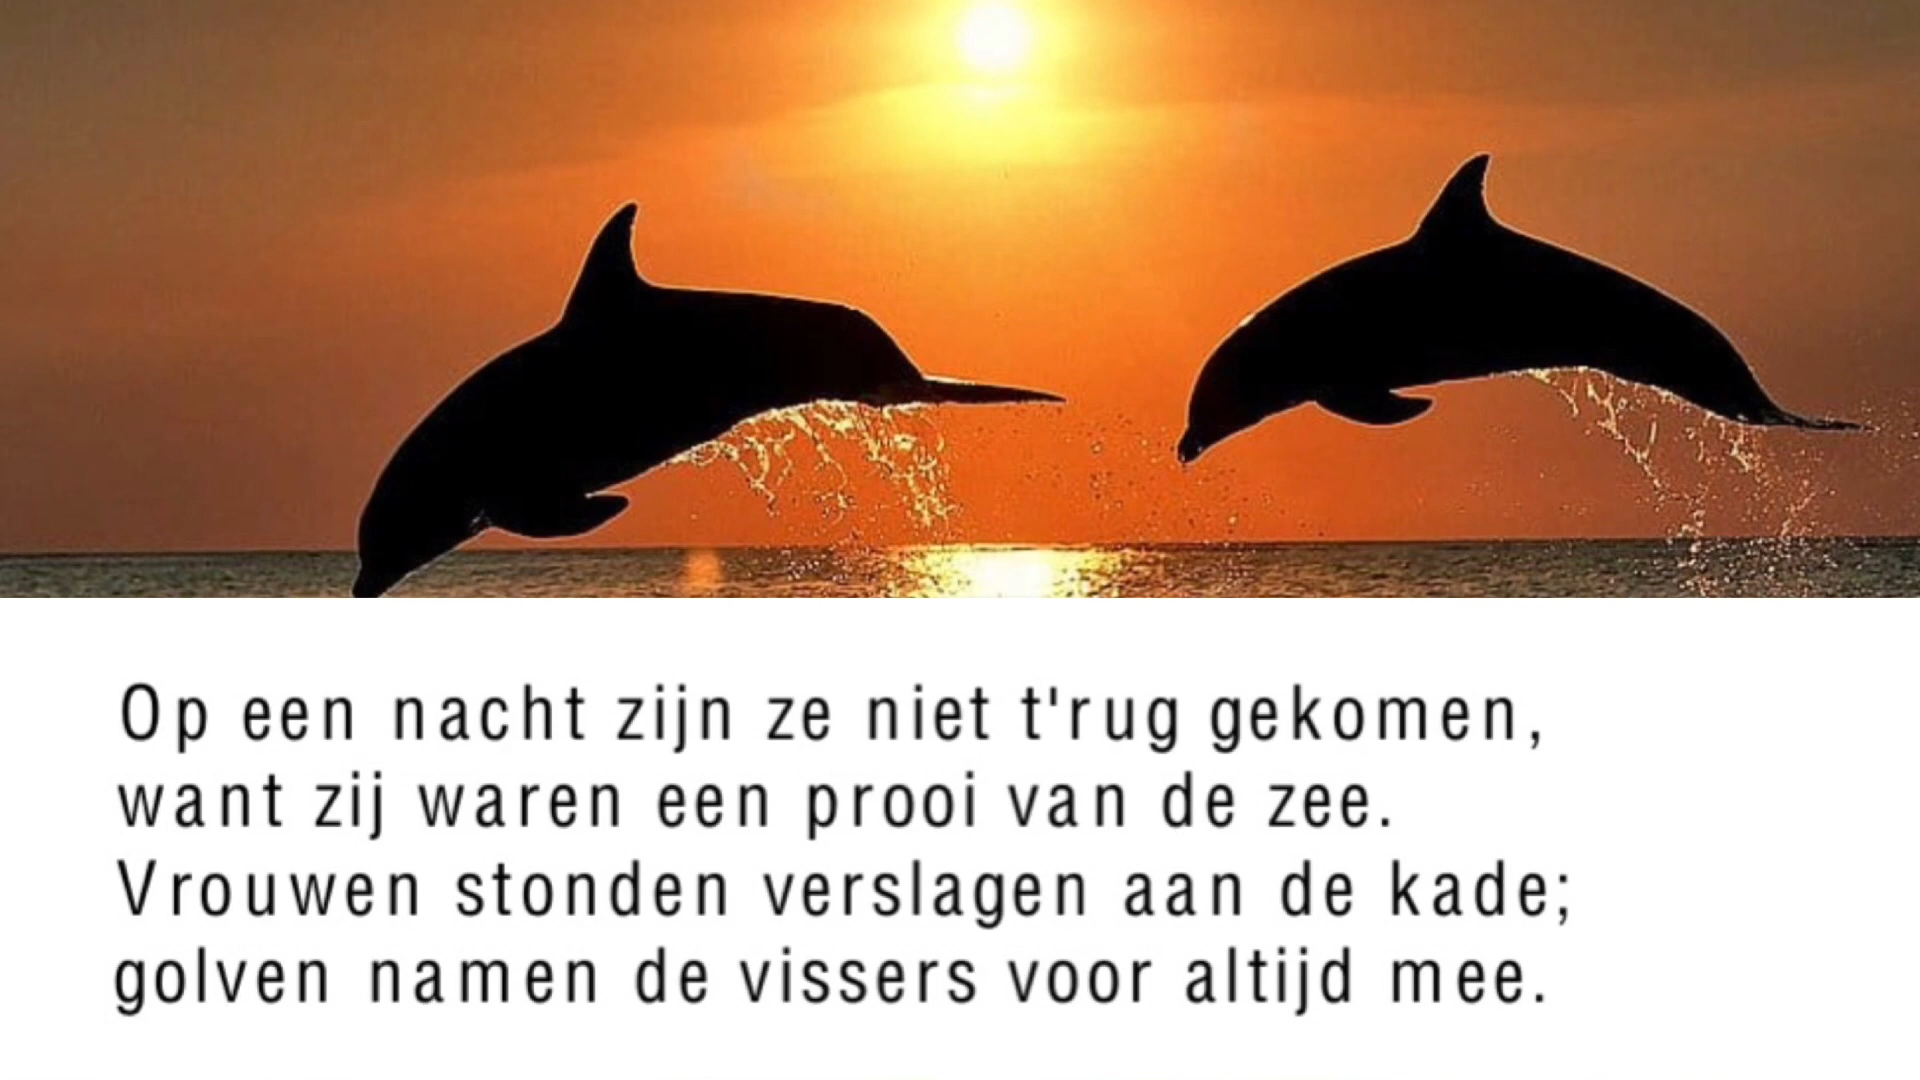 Op een nacht zijn ze niet t'rug gekomen,
want zij waren een prooi van de zee.
Vrouwen stonden verslagen aan de kade;
golven namen de vissers voor altijd mee.